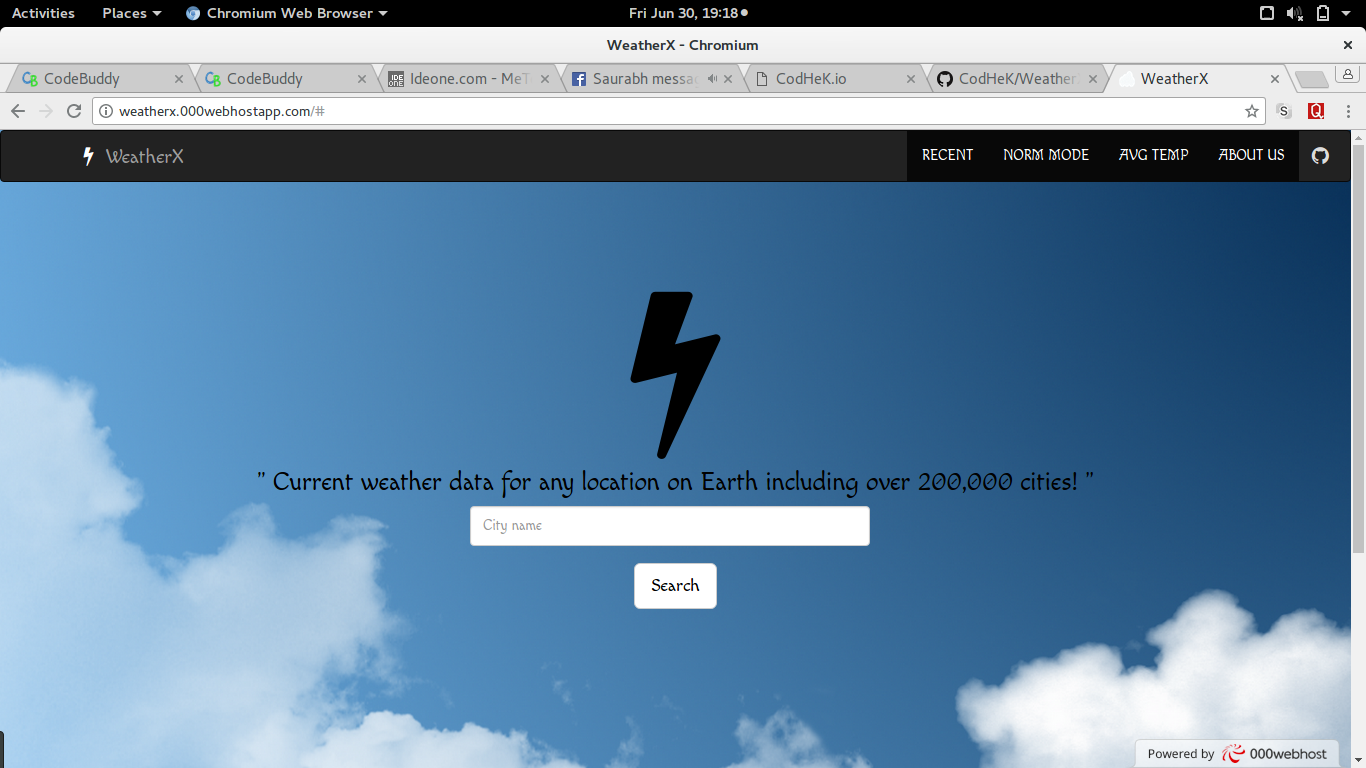 Activities Places Chromium Web Browser Fri Jun 30, 19:18
WeatherX - Chromium
CodeBuddy CodeBuddy Ideone.com - MeT Saurabh messa CodHeK.io CodHeK/Weather WeatherX
weatherx.000webhostapp.com/#
WeatherX RECENT NORM MODE AVG TEMP ABOUT US
" Current weather data for any location on Earth including over 200,000 cities! "
City name
Search
Powered by 000webhost